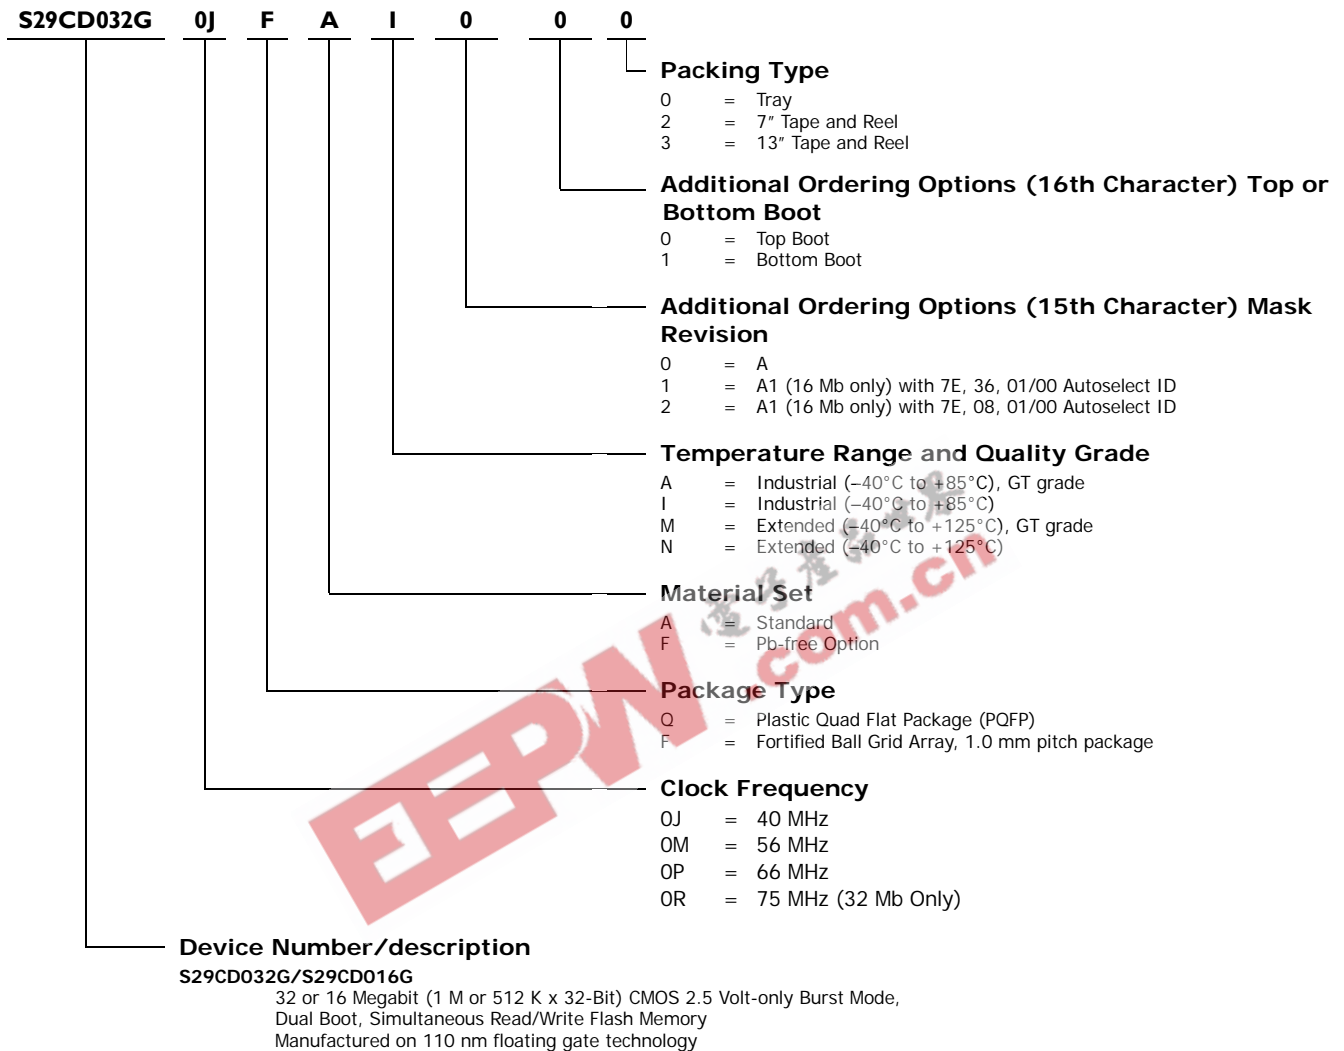 S29CD032G 0J F A I 0 0 0
Packing Type
0 = Tray
2 = 7″ Tape and Reel
3 = 13″ Tape and Reel
Additional Ordering Options (16th Character) Top or
Bottom Boot
0 = Top Boot
1 = Bottom Boot
Additional Ordering Options (15th Character) Mask
Revision
0 = A
1 = A1 (16 Mb only) with 7E, 36, 01/00 Autoselect ID
2 = A1 (16 Mb only) with 7E, 08, 01/00 Autoselect ID
Temperature Range and Quality Grade
A = Industrial (–40°C to +85°C), GT grade
I = Industrial (–40°C to +85°C)
M = Extended (–40°C to +125°C), GT grade
N = Extended (–40°C to +125°C)
Material Set
A = Standard
F = Pb-free Option
Package Type
Q = Plastic Quad Flat Package (PQFP)
F = Fortified Ball Grid Array, 1.0 mm pitch package
Clock Frequency
0J = 40 MHz
0M = 56 MHz
0P = 66 MHz
0R = 75 MHz (32 Mb Only)
Device Number/description
S29CD032G/S29CD016G
32 or 16 Megabit (1 M or 512 K x 32-Bit) CMOS 2.5 Volt-only Burst Mode,
Dual Boot, Simultaneous Read/Write Flash Memory
Manufactured on 110 nm floating gate technology
EEPW.com.cn
電子產品世界